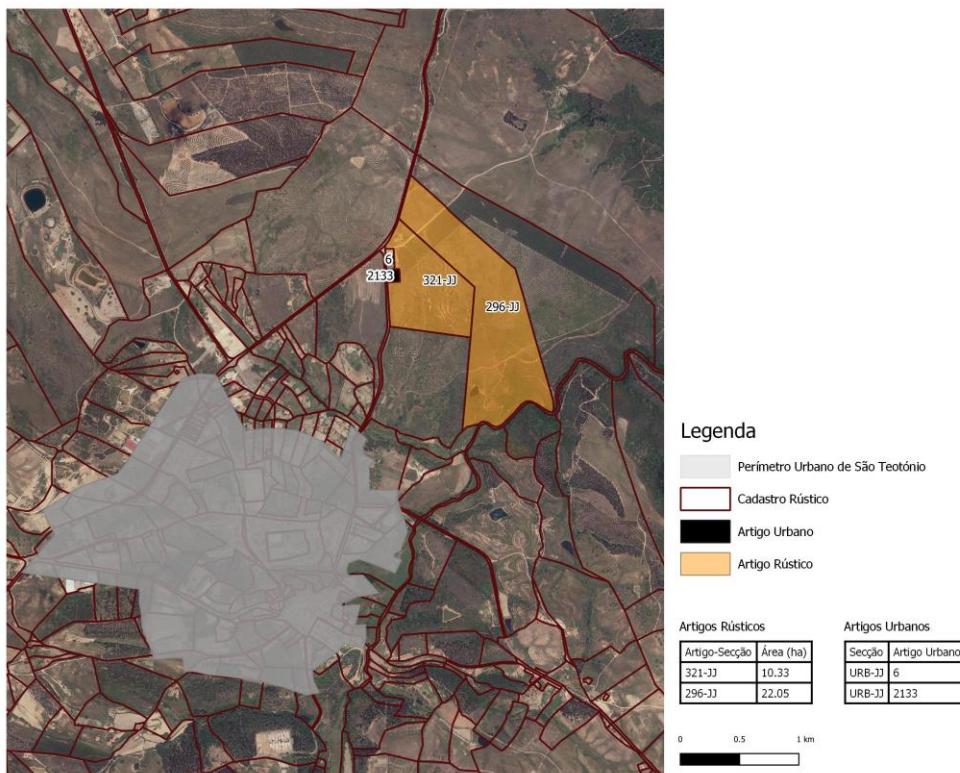 6
2133
321-JJ
296-JJ
Legenda
Perímetro Urbano de São Teotónio
Cadastro Rústico
Artigo Urbano
Artigo Rústico
Artigos Rústicos
Artigo-Secção Área (ha)
321-JJ 10.33
296-JJ 22.05
Artigos Urbanos
Secção Artigo Urbano
URB-JJ 6
URB-JJ 2133
0 0.5 1 km